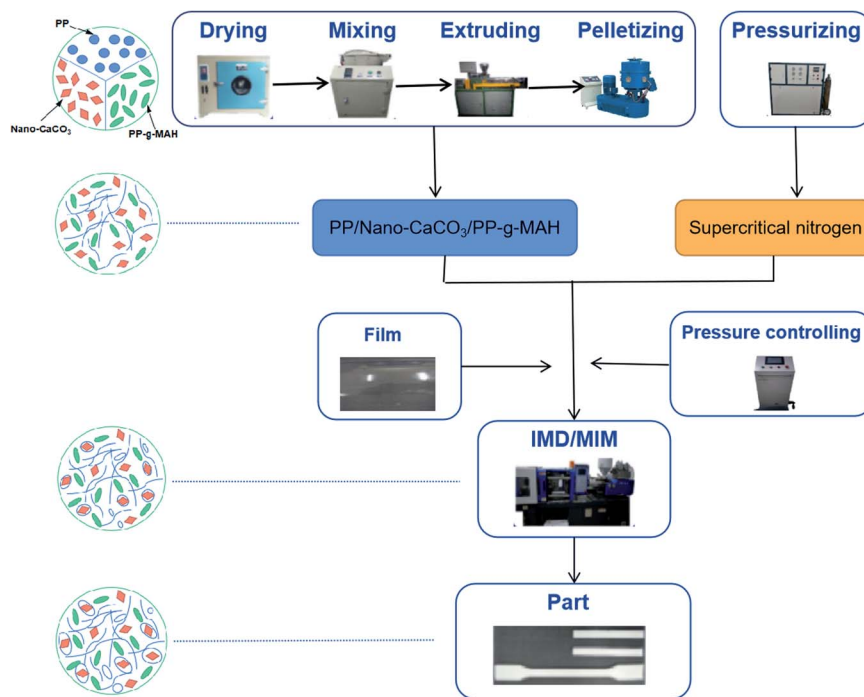 PP
Nano-CaCO₃
PP-g-MAH
Drying
Mixing
Extruding
Pelletizing
Pressurizing
PP/Nano-CaCO₃/PP-g-MAH
Supercritical nitrogen
Film
Pressure controlling
IMD/MIM
Part